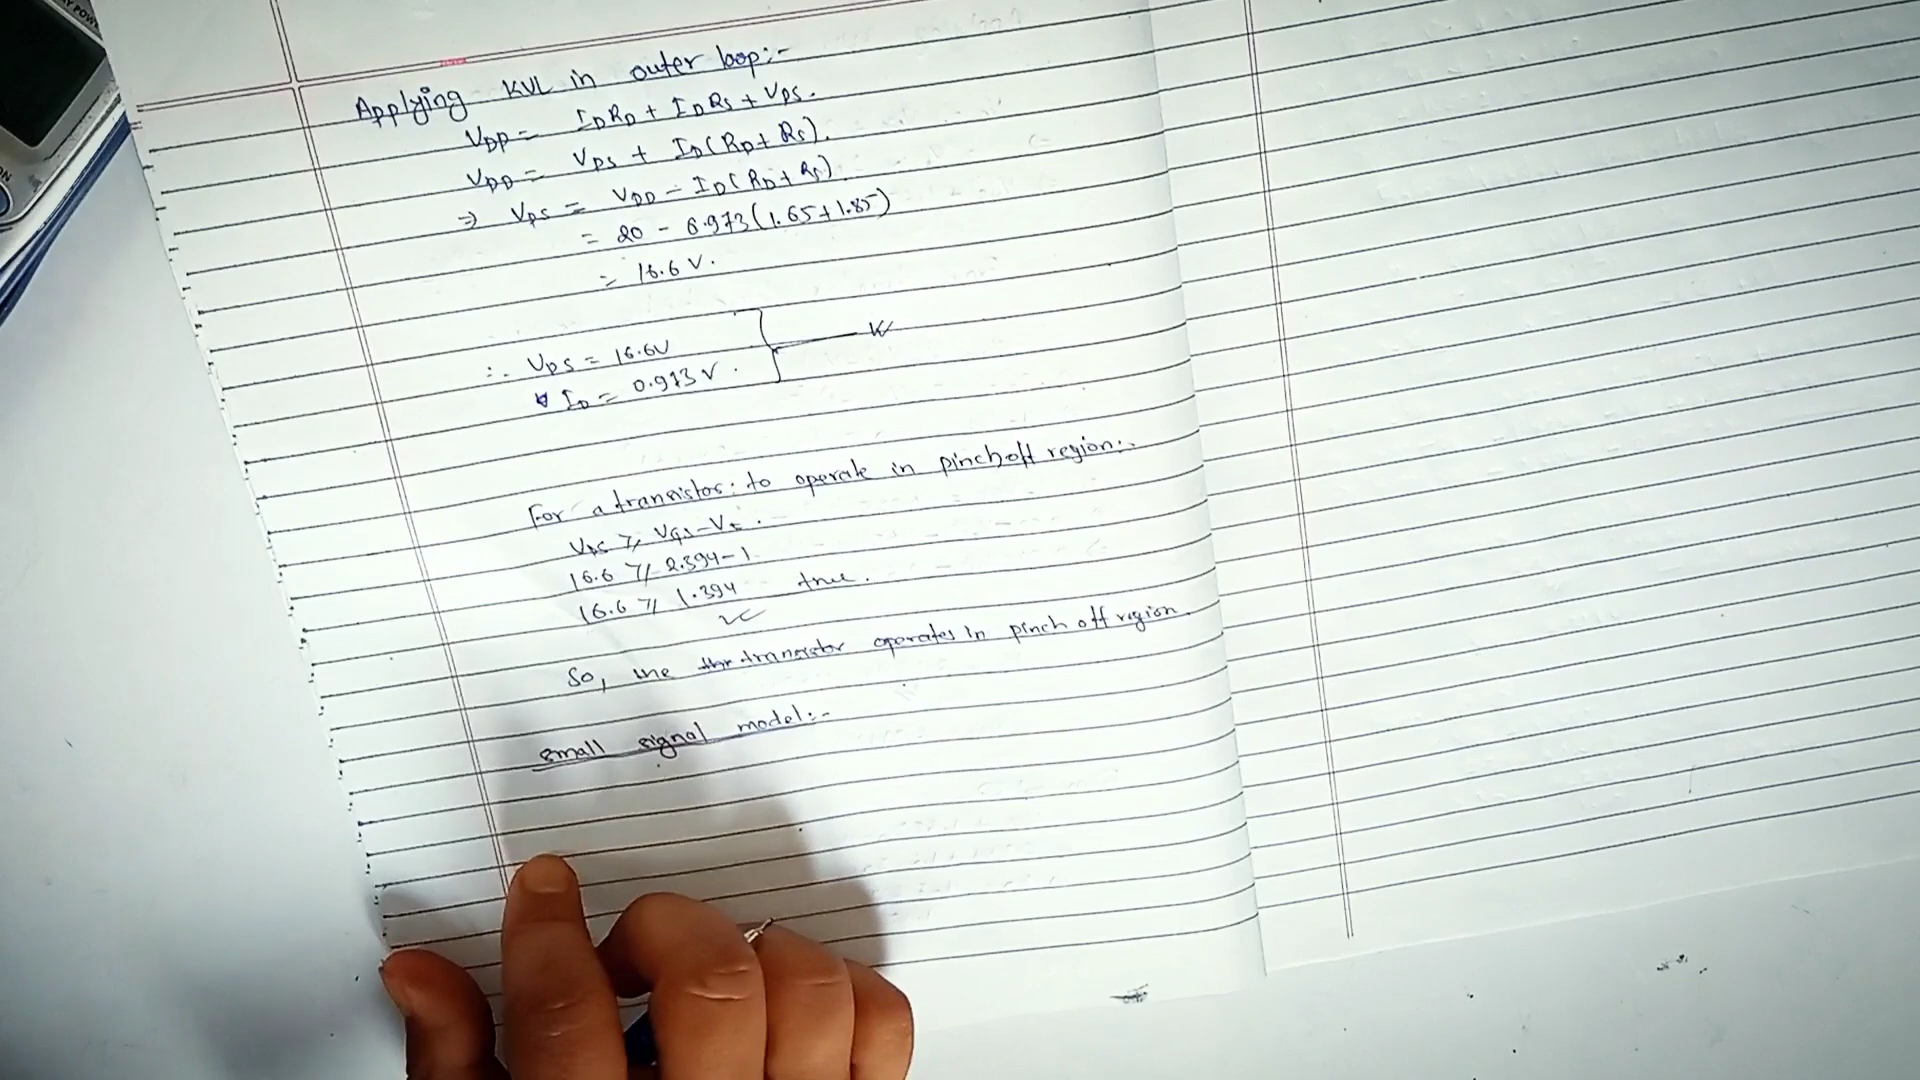 Applying KVL in outer loop:-
VDD = IDRD + IDRS + VDS.
VDD = VDS + ID(RD + RS).
⇒ VDS = VDD - ID(RD + RS)
= 20 - 0.973(1.65+1.85)
= 16.6 V.
∴ VDS = 16.6V
ID = 0.973 V.
For a transistor: to operate in pinch off region:-
VDS ≥ VGS - Vt.
16.6 ≥ 2.394-1
16.6 ≥ 1.394 true.
So, the transistor operates in pinch off region.
small signal model:-
ON